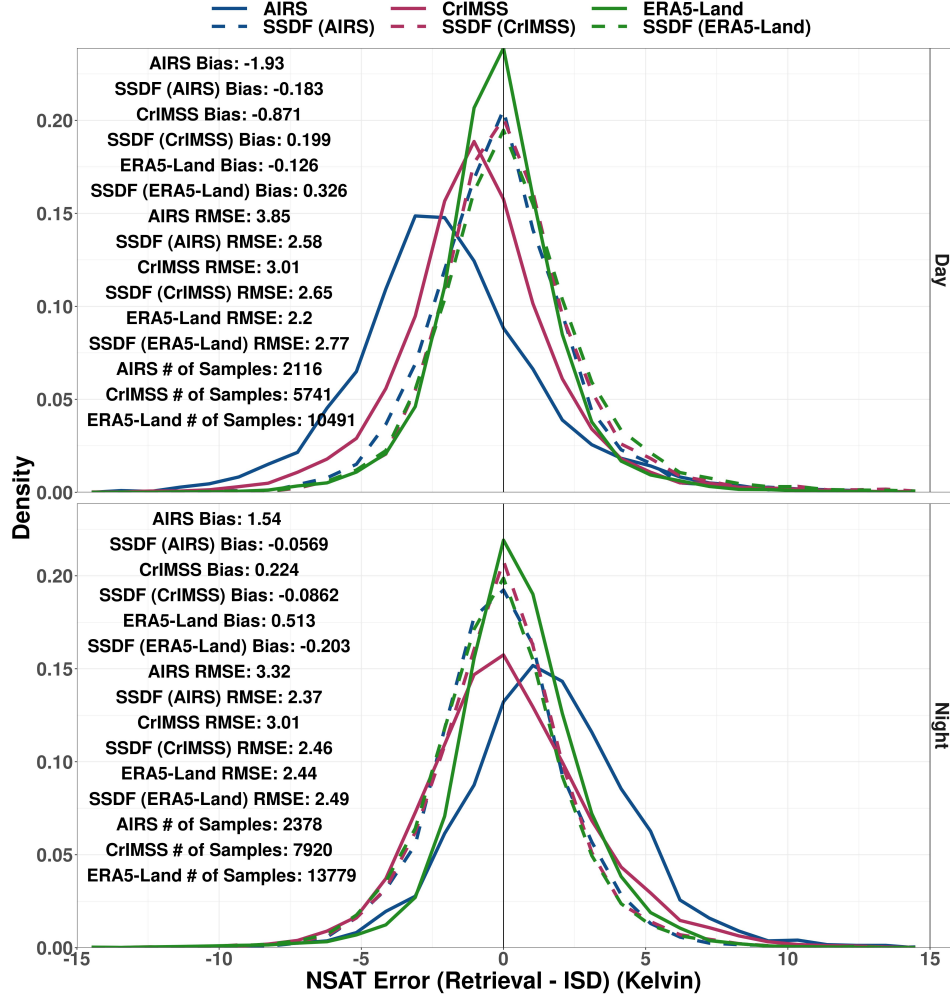 AIRS CrIMSS ERA5-Land
SSDF (AIRS) SSDF (CrIMSS) SSDF (ERA5-Land)
AIRS Bias: -1.93
SSDF (AIRS) Bias: -0.183
CrIMSS Bias: -0.871
SSDF (CrIMSS) Bias: 0.199
ERA5-Land Bias: -0.126
SSDF (ERA5-Land) Bias: 0.326
AIRS RMSE: 3.85
SSDF (AIRS) RMSE: 2.58
CrIMSS RMSE: 3.01
SSDF (CrIMSS) RMSE: 2.65
ERA5-Land RMSE: 2.2
SSDF (ERA5-Land) RMSE: 2.77
AIRS # of Samples: 2116
CrIMSS # of Samples: 5741
ERA5-Land # of Samples: 10491
0.20
0.15
0.10
0.05
0.00
Day
Density
AIRS Bias: 1.54
SSDF (AIRS) Bias: -0.0569
CrIMSS Bias: 0.224
SSDF (CrIMSS) Bias: -0.0862
ERA5-Land Bias: 0.513
SSDF (ERA5-Land) Bias: -0.203
AIRS RMSE: 3.32
SSDF (AIRS) RMSE: 2.37
CrIMSS RMSE: 3.01
SSDF (CrIMSS) RMSE: 2.46
ERA5-Land RMSE: 2.44
SSDF (ERA5-Land) RMSE: 2.49
AIRS # of Samples: 2378
CrIMSS # of Samples: 7920
ERA5-Land # of Samples: 13779
0.20
0.15
0.10
0.05
0.00
Night
-15 -10 -5 0 5 10 15
NSAT Error (Retrieval - ISD) (Kelvin)